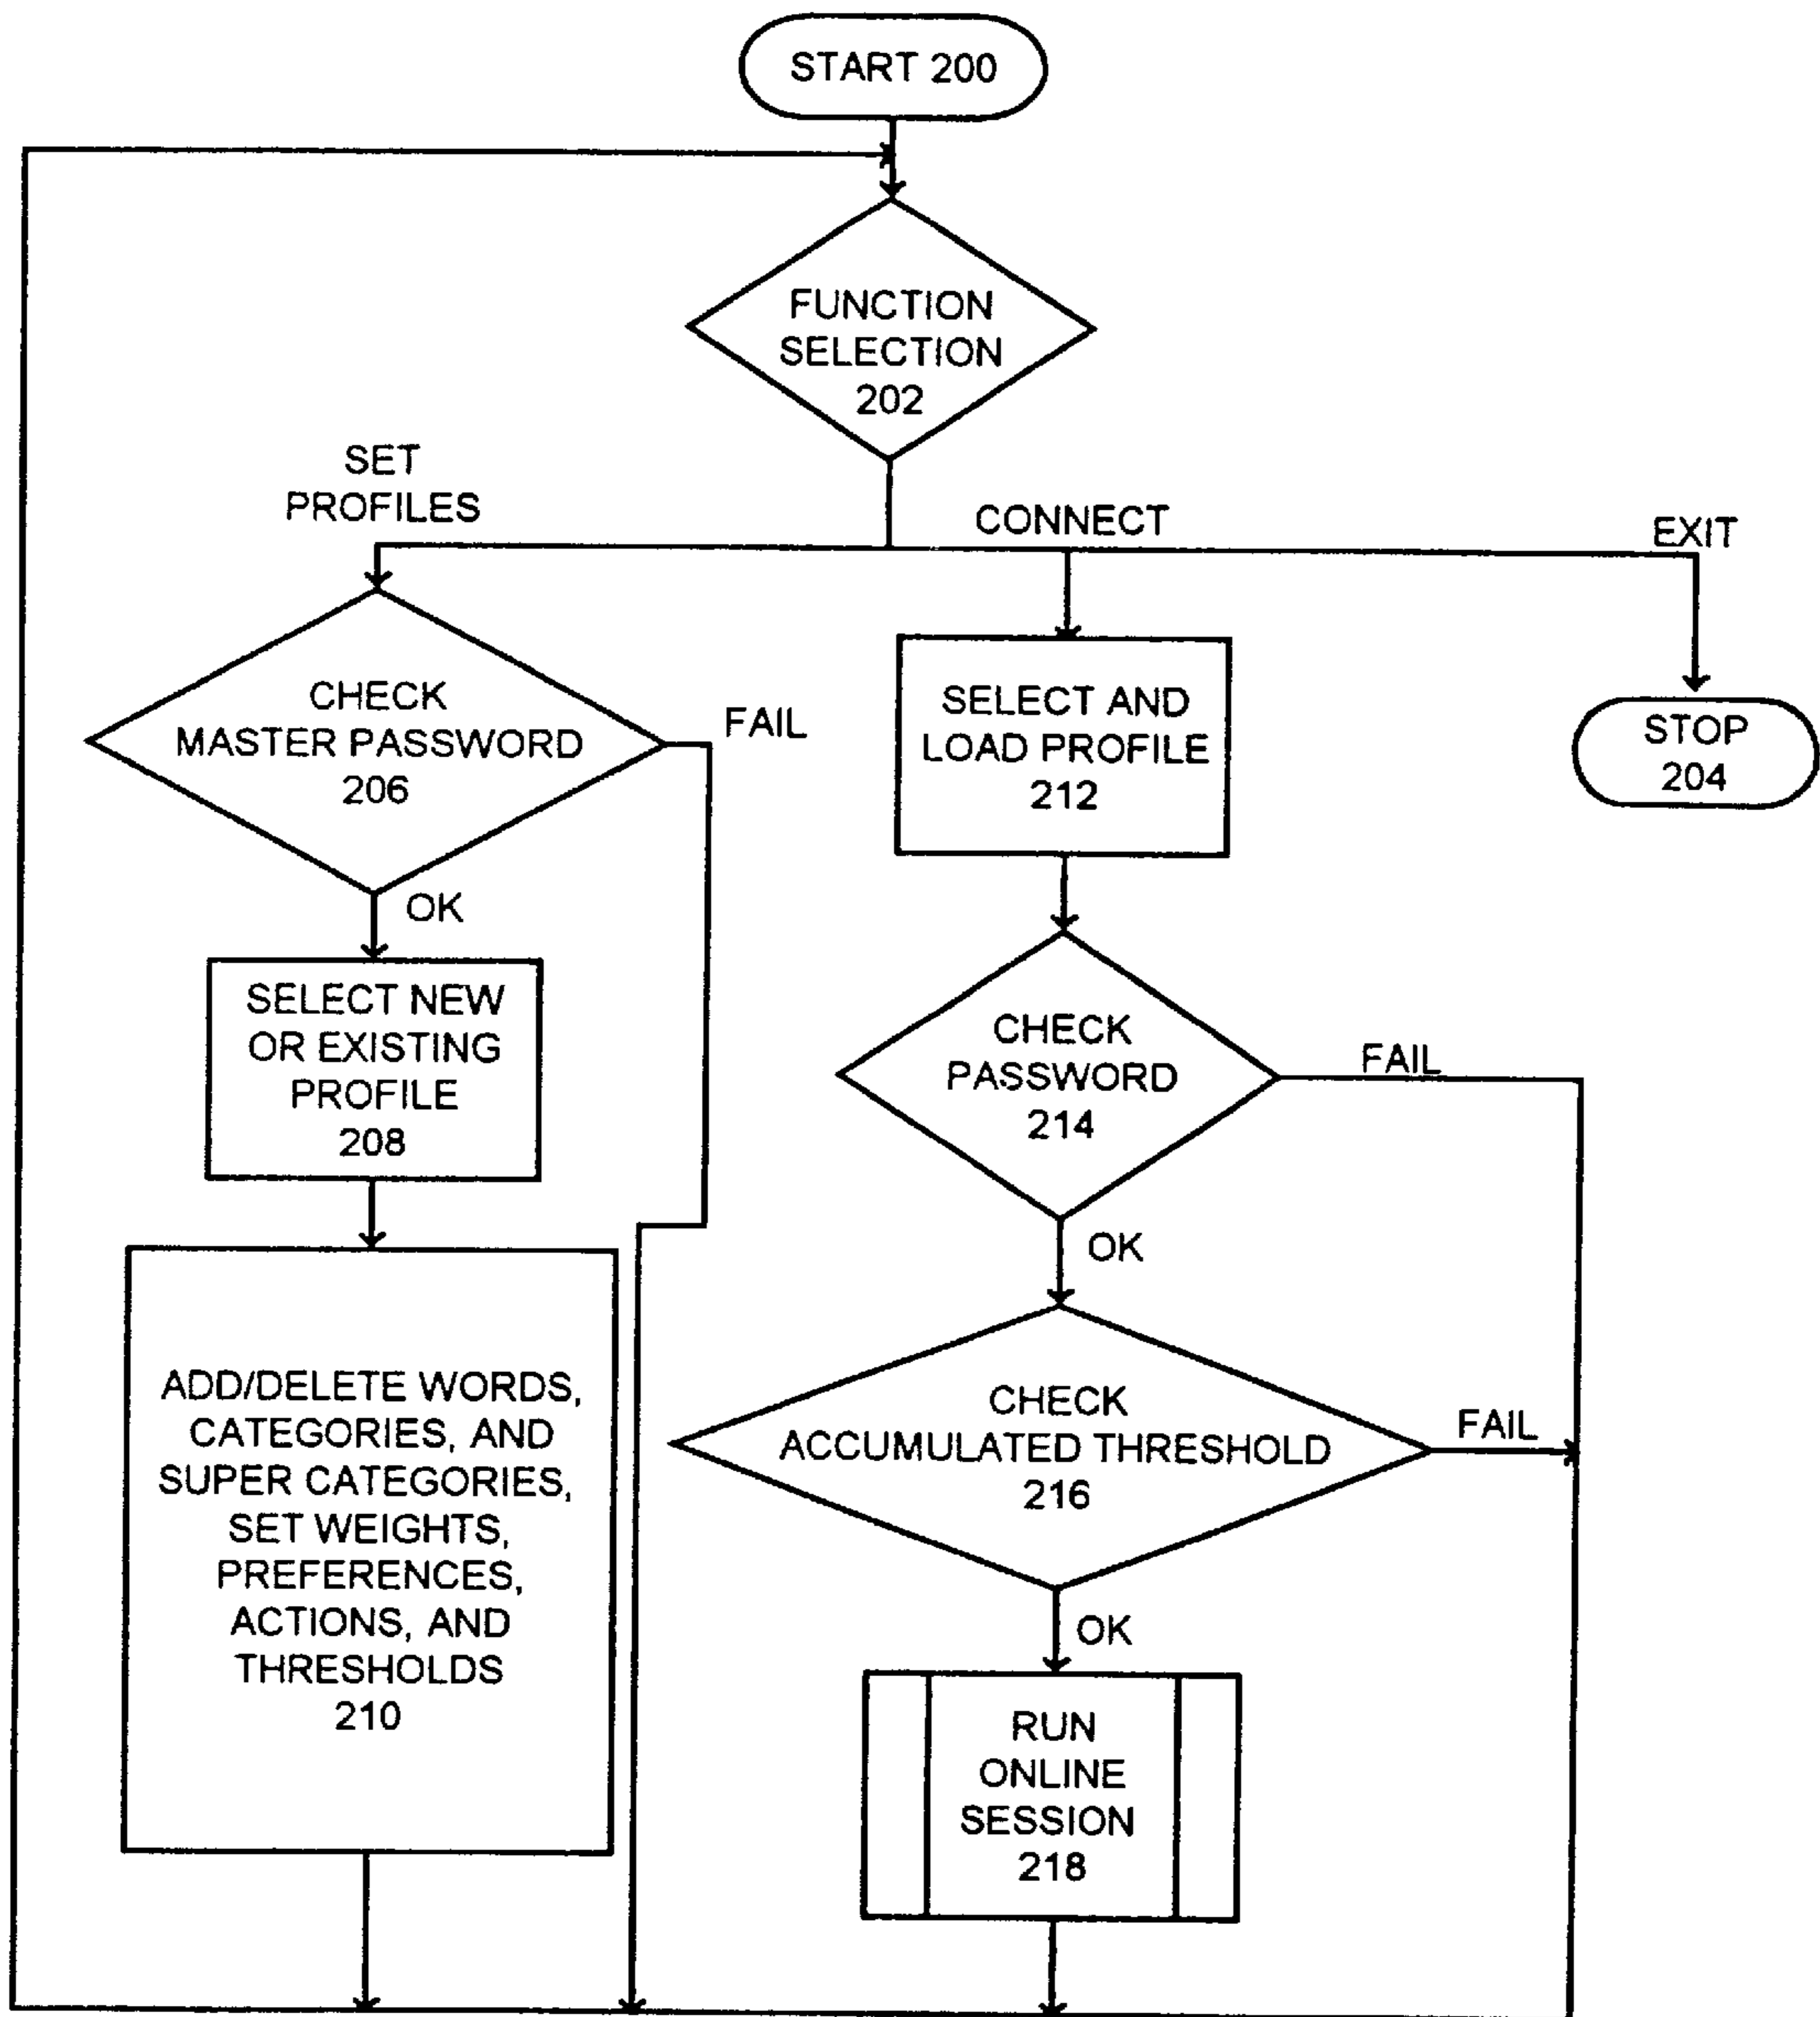 START 200
FUNCTION
SELECTION
202
SET
PROFILES
CONNECT
EXIT
CHECK
MASTER PASSWORD
206
FAIL
SELECT AND
LOAD PROFILE
212
STOP
204
OK
SELECT NEW
OR EXISTING
PROFILE
208
CHECK
PASSWORD
214
FAIL
OK
ADD/DELETE WORDS,
CATEGORIES, AND
SUPER CATEGORIES,
SET WEIGHTS,
PREFERENCES,
ACTIONS, AND
THRESHOLDS
210
CHECK
ACCUMULATED THRESHOLD
216
FAIL
OK
RUN
ONLINE
SESSION
218